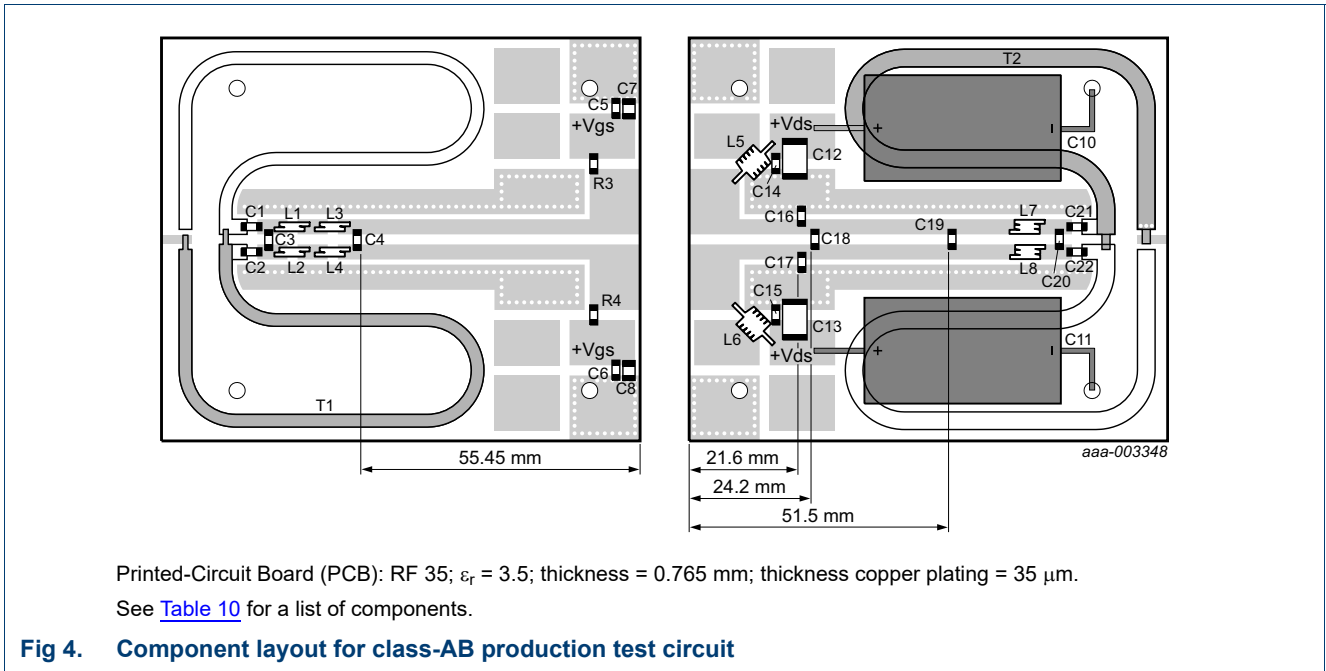 T2
C5 C7
+Vgs
R3
C1 L1 L3
C3 C4
C2 L2 L4
R4
+Vgs
C6 C8
T1
+Vds
+ −
L5 C12 C10
C14
C16
C19 L7 C21
C18
C17
L8 C22
C20
C15
L6 C13 C11
+Vds
+ −
aaa-003348
55.45 mm
21.6 mm
24.2 mm
51.5 mm
Printed-Circuit Board (PCB): RF 35; εr = 3.5; thickness = 0.765 mm; thickness copper plating = 35 μm.
See Table 10 for a list of components.
Fig 4. Component layout for class-AB production test circuit